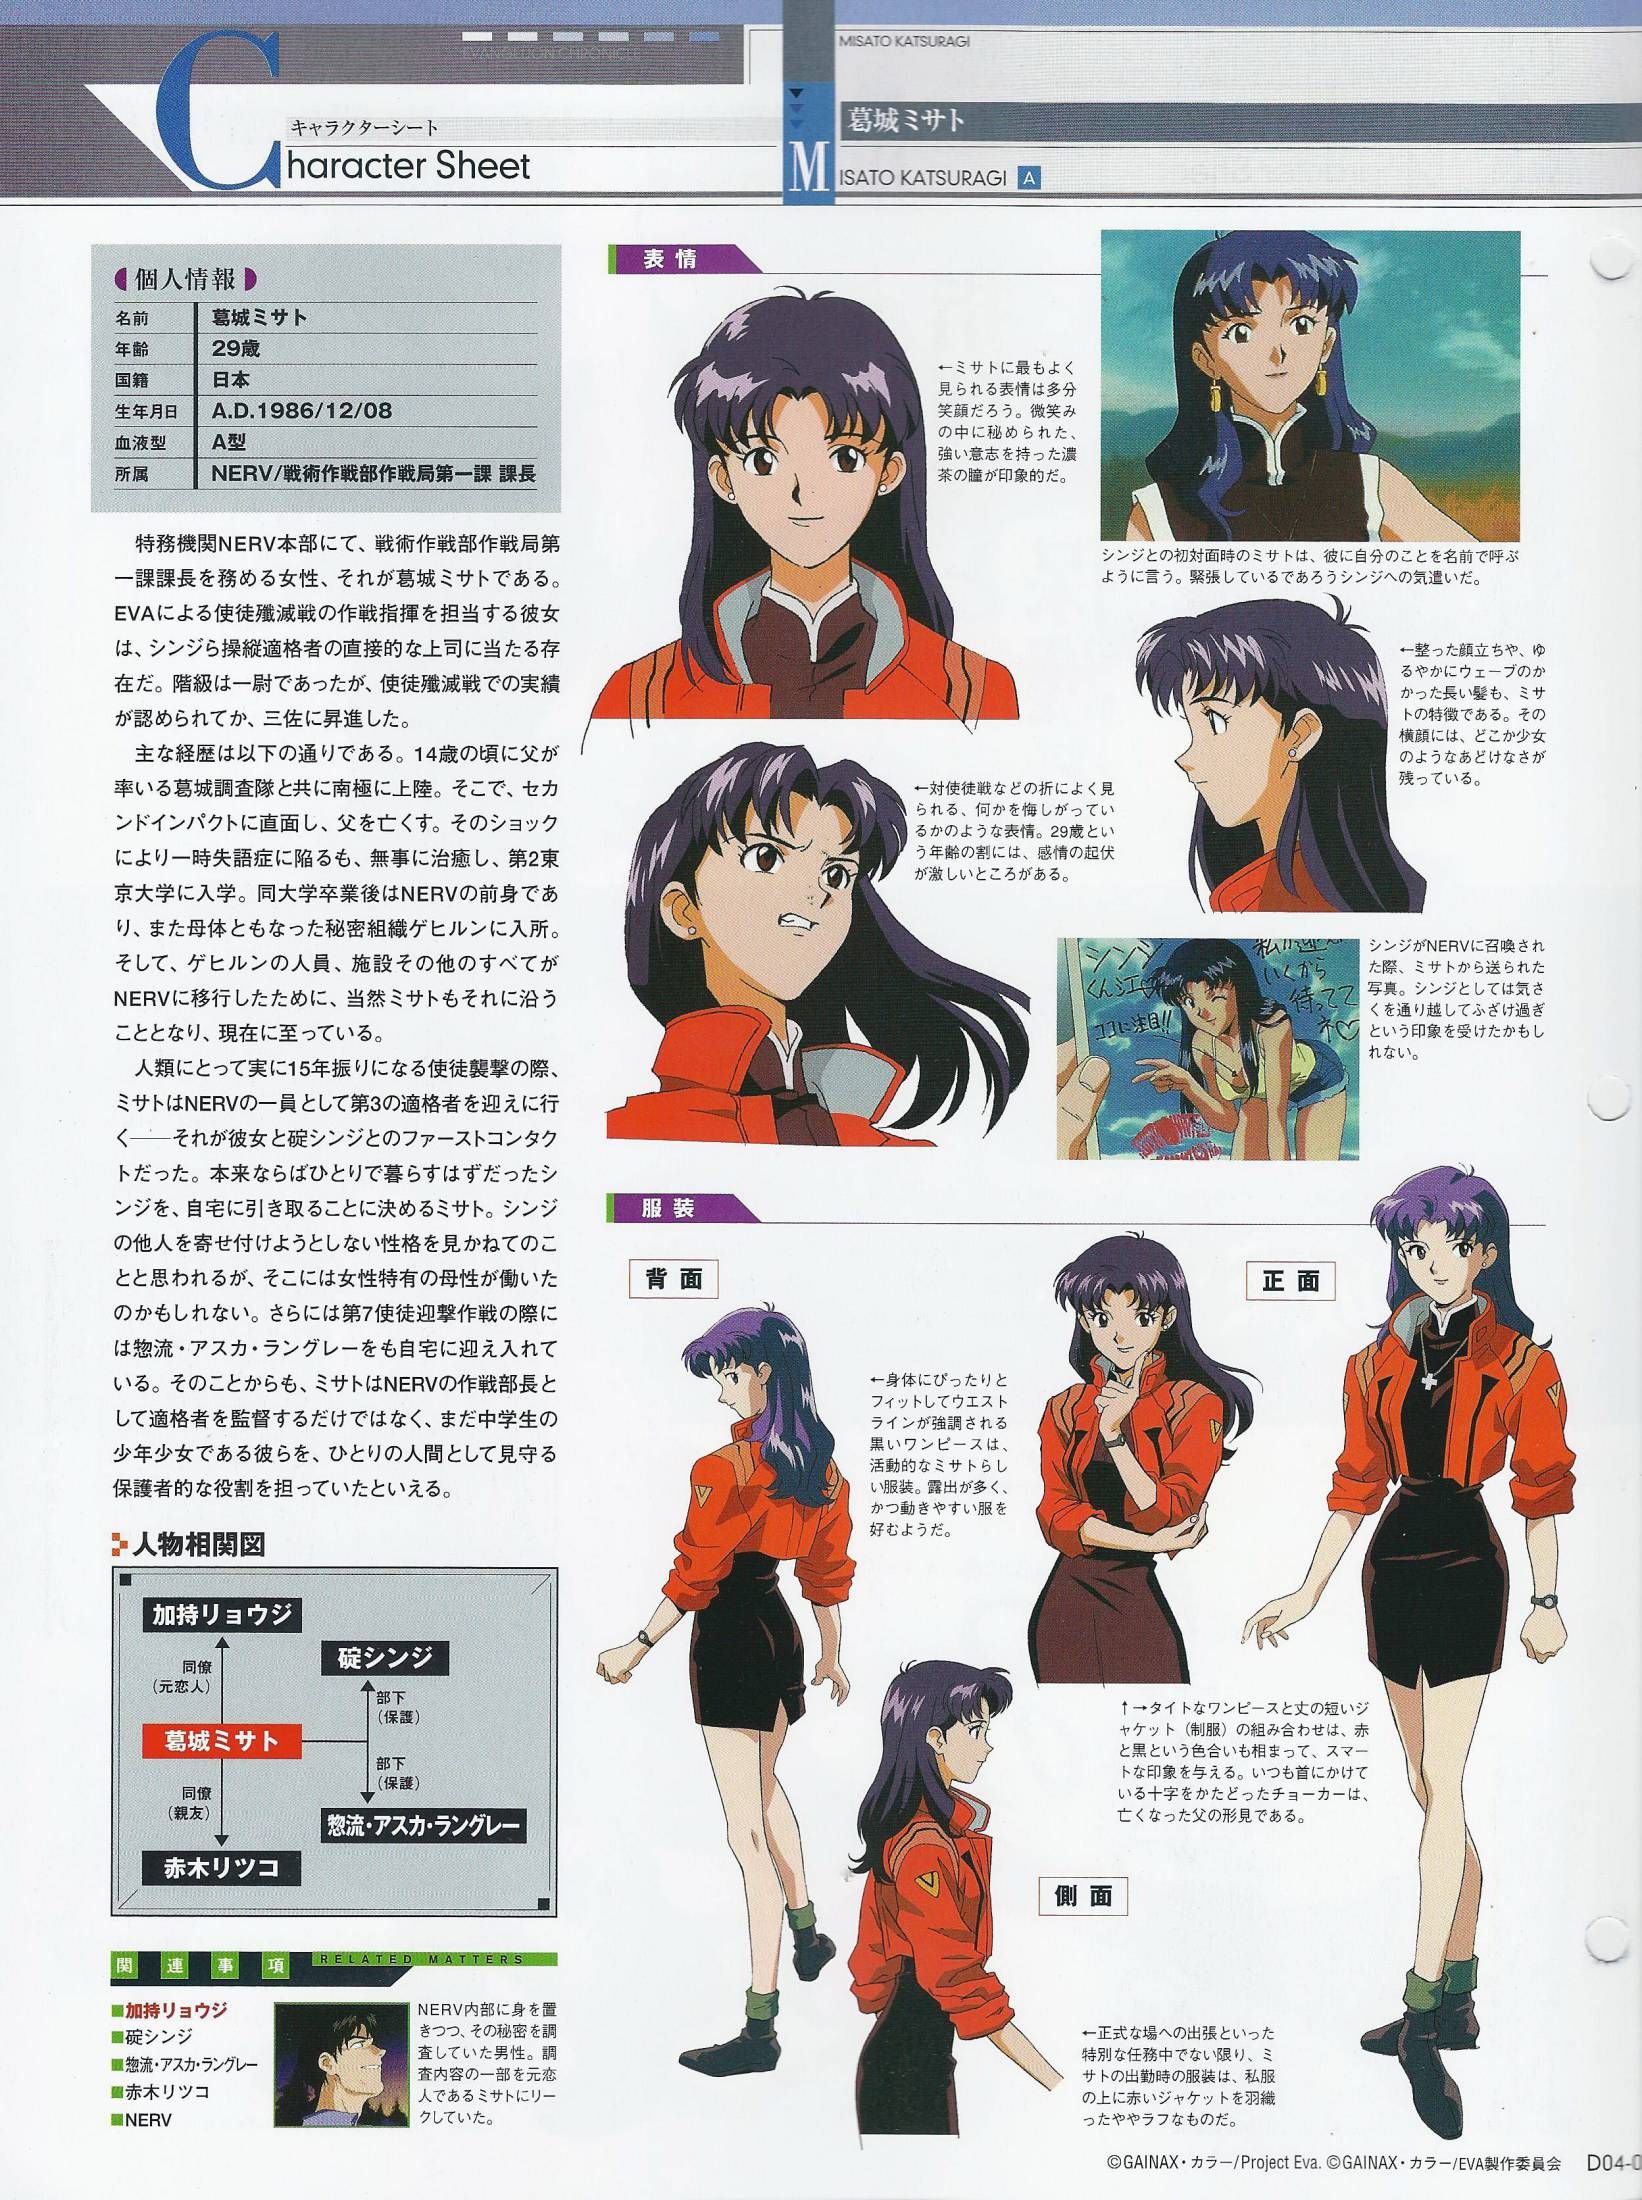 EVANGELION CHRONICLE
キャラクターシート
Character Sheet
MISATO KATSURAGI
葛城ミサト
MISATO KATSURAGI A
個人情報
名前 葛城ミサト
年齢 29歳
国籍 日本
生年月日 A.D.1986/12/08
血液型 A型
所属 NERV/戦術作戦部作戦局第一課 課長
特務機関NERV本部にて、戦術作戦部作戦局第
一課課長を務める女性、それが葛城ミサトである。
EVAによる使徒殲滅戦の作戦指揮を担当する彼女
は、シンジら操縦適格者の直接的な上司に当たる存
在だ。階級は一尉であったが、使徒殲滅戦での実績
が認められてか、三佐に昇進した。
主な経歴は以下の通りである。14歳の頃に父が
率いる葛城調査隊と共に南極に上陸。そこで、セカ
ンドインパクトに直面し、父を亡くす。そのショック
により一時失語症に陥るも、無事に治癒し、第2東
京大学に入学。同大学卒業後はNERVの前身であ
り、また母体ともなった秘密組織ゲヒルンに入所。
そして、ゲヒルンの人員、施設その他のすべてが
NERVに移行したために、当然ミサトもそれに沿う
こととなり、現在に至っている。
人類にとって実に15年振りになる使徒襲撃の際、
ミサトはNERVの一員として第3の適格者を迎えに行
く──それが彼女と碇シンジとのファーストコンタク
トだった。本来ならばひとりで暮らすはずだったシ
ンジを、自宅に引き取ることに決めるミサト。シンジ
の他人を寄せ付けようとしない性格を見かねてのこ
とと思われるが、そこには女性特有の母性が働いた
のかもしれない。さらには第7使徒迎撃作戦の際に
は惣流・アスカ・ラングレーをも自宅に迎え入れて
いる。そのことからも、ミサトはNERVの作戦部長と
して適格者を監督するだけではなく、まだ中学生の
少年少女である彼らを、ひとりの人間として見守る
保護者的な役割を担っていたといえる。
人物相関図
加持リョウジ
同僚
（元恋人）
碇シンジ
部下
（保護）
葛城ミサト
部下
（保護）
同僚
（親友）
惣流・アスカ・ラングレー
赤木リツコ
関連事項 RELATED MATTERS
■加持リョウジ
■碇シンジ
■惣流・アスカ・ラングレー
■赤木リツコ
■NERV
NERV内部に身を置
きつつ、その秘密を調
査していた男性。調
査内容の一部を元恋
人であるミサトにリー
クしていた。
表情
←ミサトに最もよく
見られる表情は多分
笑顔だろう。微笑み
の中に秘められた、
強い意志を持った濃
茶の瞳が印象的だ。
シンジとの初対面時のミサトは、彼に自分のことを名前で呼ぶ
ように言う。緊張しているであろうシンジへの気遣いだ。
←整った顔立ちや、ゆ
るやかにウェーブのか
かった長い髪も、ミサ
トの特徴である。その
横顔には、どこか少女
のようなあどけなさが
残っている。
←対使徒戦などの折によく見
られる、何かを悔しがってい
るかのような表情。29歳とい
う年齢の割には、感情の起伏
が激しいところがある。
シンジ
くん江
ココに注目!!
私が迎えに
いくから
待ってて
ネ♡
シンジがNERVに召喚され
た際、ミサトから送られた
写真。シンジとしては気さ
くを通り越してふざけ過ぎ
という印象を受けたかもし
れない。
服装
背面
正面
←身体にぴったりと
フィットしてウエスト
ラインが強調される
黒いワンピースは、
活動的なミサトらし
い服装。露出が多く、
かつ動きやすい服を
好むようだ。
↑→タイトなワンピースと丈の短いジ
ャケット（制服）の組み合わせは、赤
と黒という色合いも相まって、スマー
トな印象を与える。いつも首にかけて
いる十字をかたどったチョーカーは、
亡くなった父の形見である。
側面
←正式な場への出張といった
特別な任務中でない限り、ミ
サトの出勤時の服装は、私服
の上に赤いジャケットを羽織
ったややラフなものだ。
©GAINAX・カラー/Project Eva. ©GAINAX・カラー/EVA製作委員会 D04-0